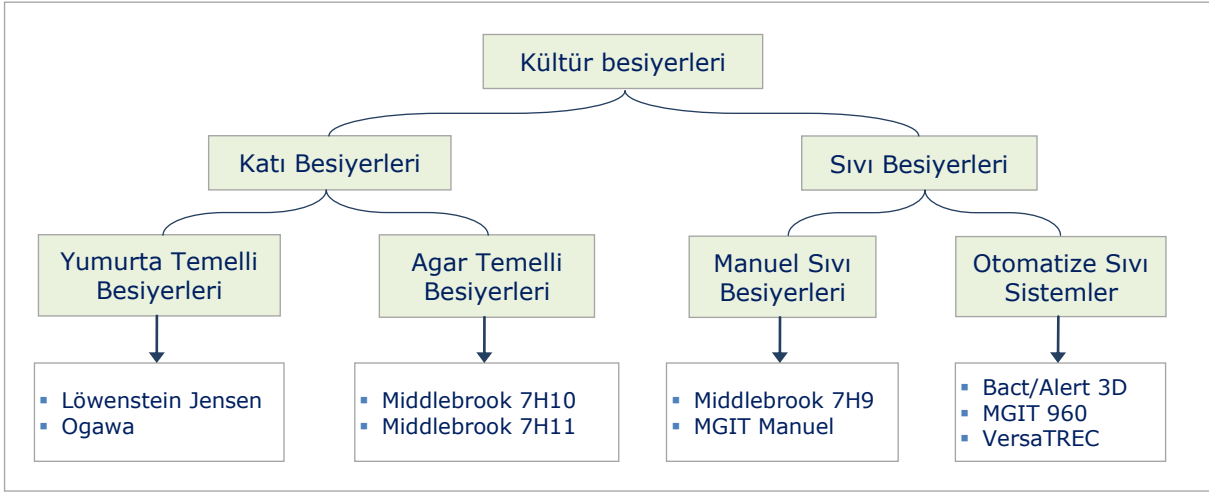 Kültür besiyerleri
Katı Besiyerleri
Sıvı Besiyerleri
Yumurta Temelli
Besiyerleri
Agar Temelli
Besiyerleri
Manuel Sıvı
Besiyerleri
Otomatize Sıvı
Sistemler
Löwenstein Jensen
Ogawa
Middlebrook 7H10
Middlebrook 7H11
Middlebrook 7H9
MGIT Manuel
Bact/Alert 3D
MGIT 960
VersaTREC